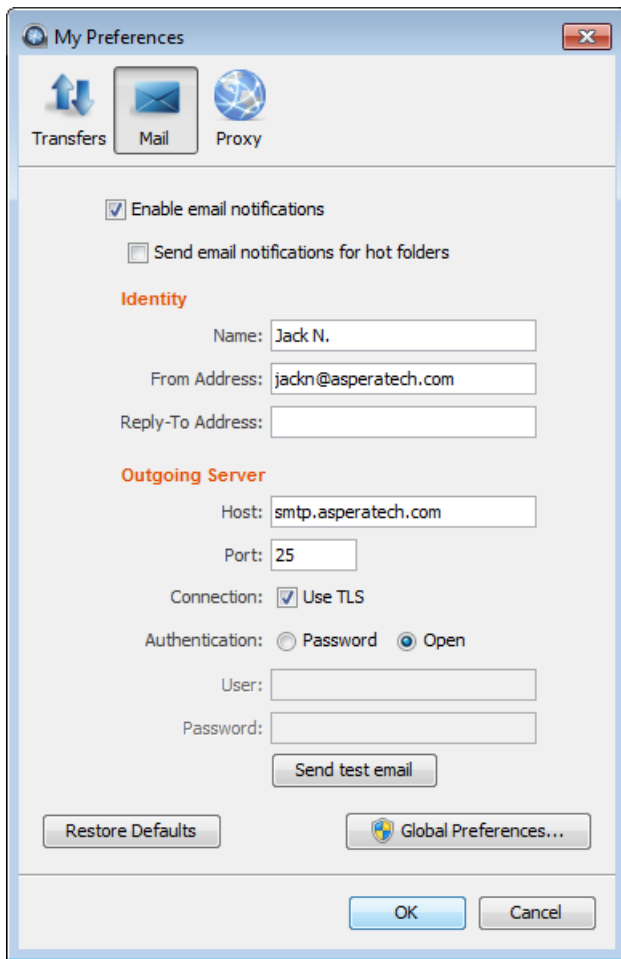 My Preferences
Transfers Mail Proxy
Enable email notifications
Send email notifications for hot folders
Identity
Name: Jack N.
From Address: jackn@asperatech.com
Reply-To Address:
Outgoing Server
Host: smtp.asperatech.com
Port: 25
Connection: Use TLS
Authentication: Password Open
User:
Password:
Send test email
Restore Defaults Global Preferences...
OK Cancel